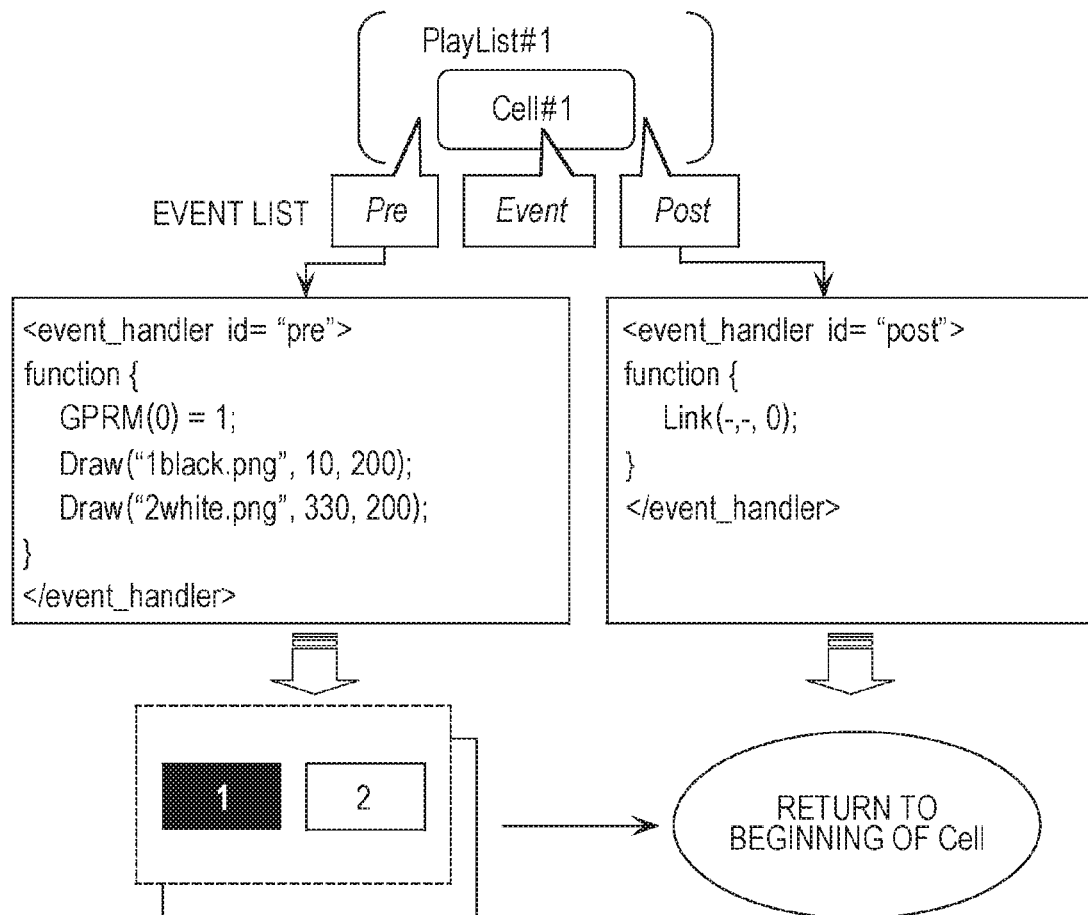 PlayList#1
Cell#1
EVENT LIST
Pre
Event
Post
<event_handler id= “pre”>
function {
GPRM(0) = 1;
Draw(“1black.png”, 10, 200);
Draw(“2white.png”, 330, 200);
}
</event_handler>
<event_handler id= “post”>
function {
Link(-,-, 0);
}
</event_handler>
1
2
RETURN TO
BEGINNING OF Cell